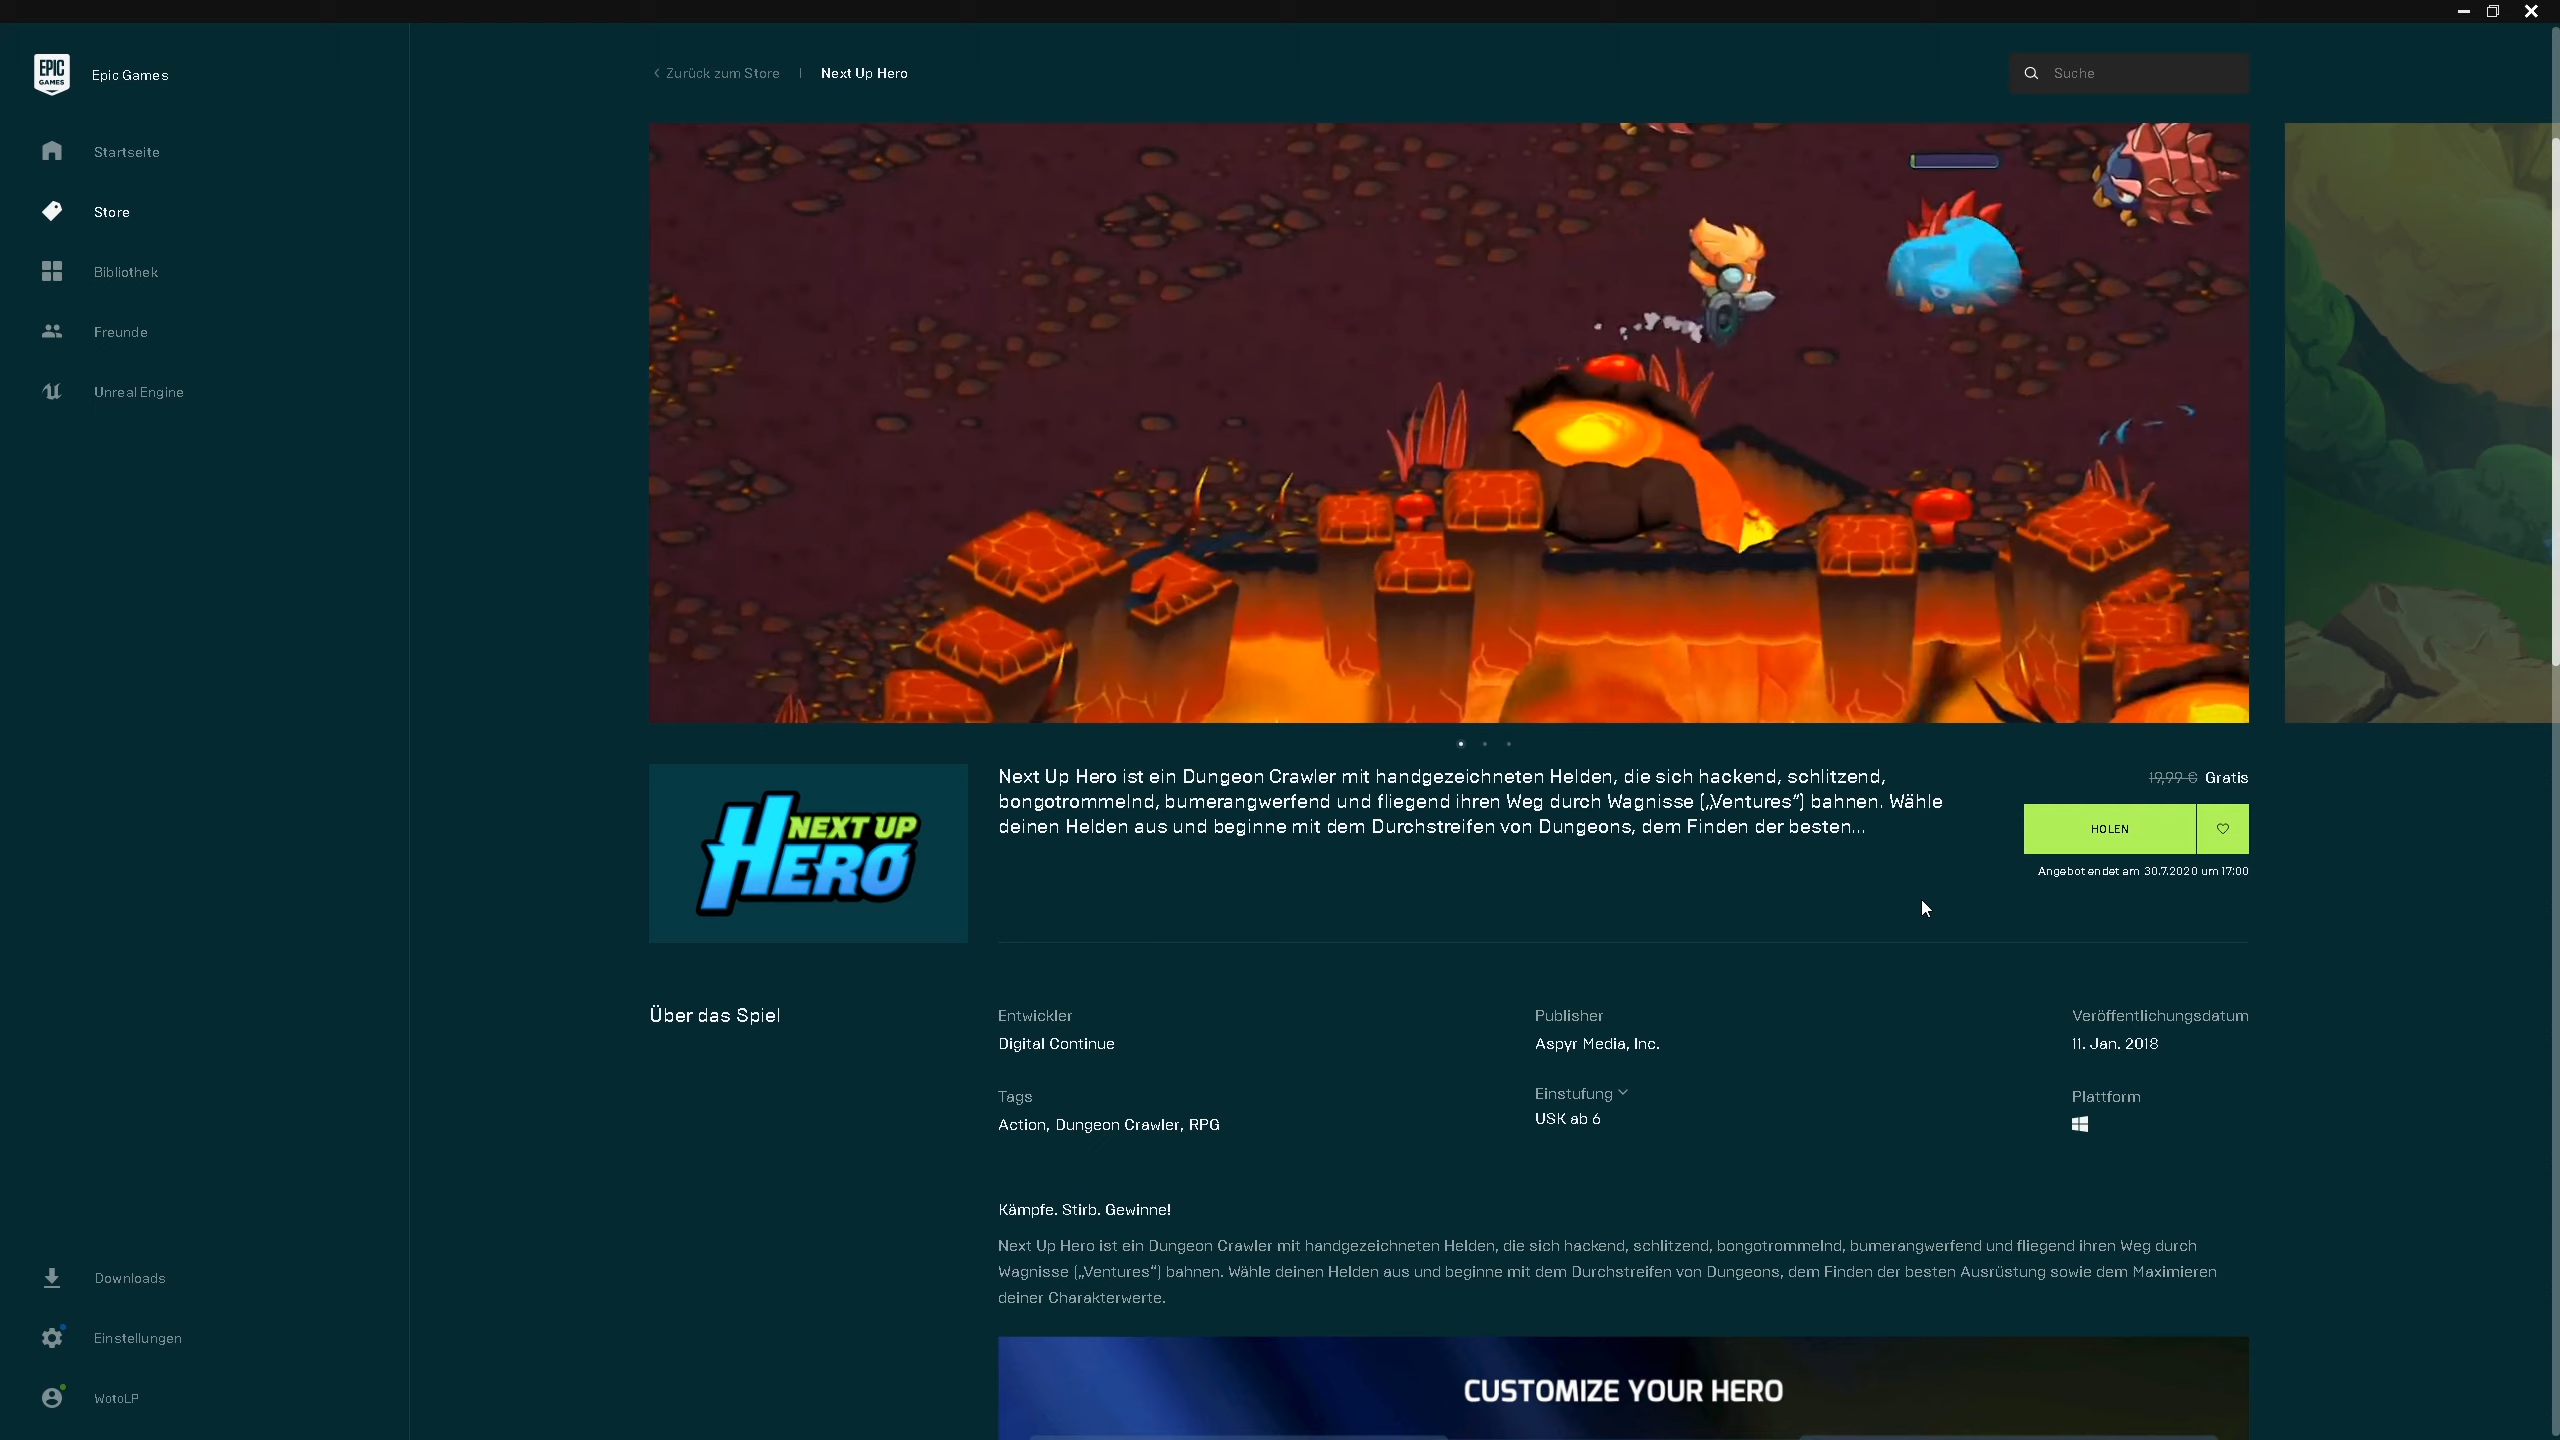 EPIC
GAMES
Epic Games
Startseite
Store
Bibliothek
Freunde
Unreal Engine
Downloads
Einstellungen
WotoLP
Zurück zum Store | Next Up Hero
Suche
NEXT UP
HERO
Next Up Hero ist ein Dungeon Crawler mit handgezeichneten Helden, die sich hackend, schlitzend,
bongotrommelnd, bumerangwerfend und fliegend ihren Weg durch Wagnisse („Ventures“) bahnen. Wähle
deinen Helden aus und beginne mit dem Durchstreifen von Dungeons, dem Finden der besten...
19,99 € Gratis
HOLEN
Angebot endet am 30.7.2020 um 17:00
Über das Spiel
Entwickler
Digital Continue
Publisher
Aspyr Media, Inc.
Veröffentlichungsdatum
11. Jan. 2018
Tags
Action, Dungeon Crawler, RPG
Einstufung
USK ab 6
Plattform
Kämpfe. Stirb. Gewinne!
Next Up Hero ist ein Dungeon Crawler mit handgezeichneten Helden, die sich hackend, schlitzend, bongotrommelnd, bumerangwerfend und fliegend ihren Weg durch
Wagnisse („Ventures“) bahnen. Wähle deinen Helden aus und beginne mit dem Durchstreifen von Dungeons, dem Finden der besten Ausrüstung sowie dem Maximieren
deiner Charakterwerte.
CUSTOMIZE YOUR HERO